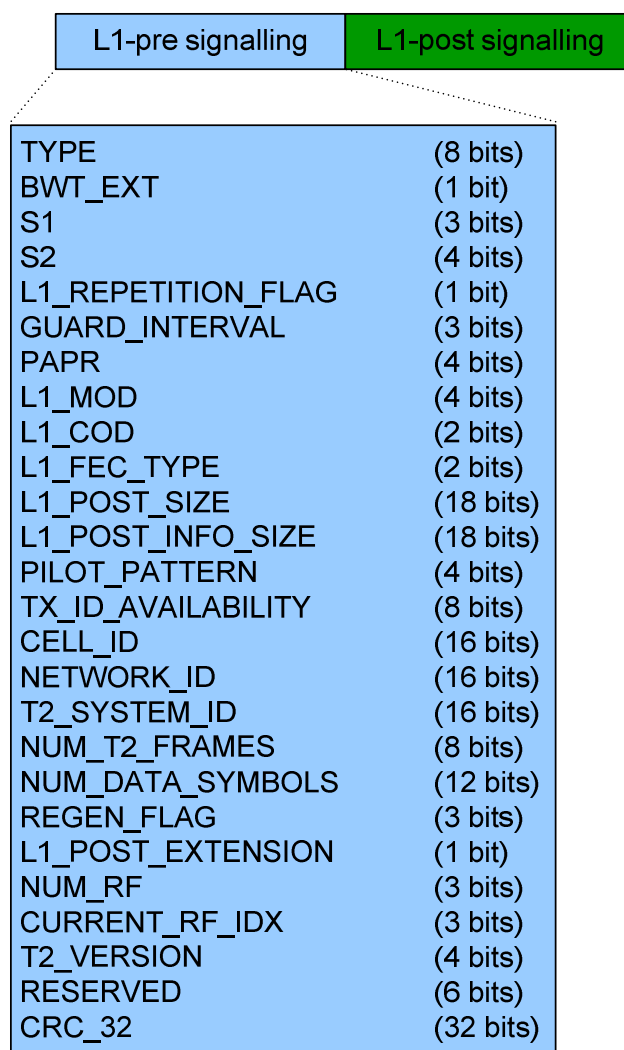 L1-pre signalling L1-post signalling
TYPE (8 bits)
BWT_EXT (1 bit)
S1 (3 bits)
S2 (4 bits)
L1_REPETITION_FLAG (1 bit)
GUARD_INTERVAL (3 bits)
PAPR (4 bits)
L1_MOD (4 bits)
L1_COD (2 bits)
L1_FEC_TYPE (2 bits)
L1_POST_SIZE (18 bits)
L1_POST_INFO_SIZE (18 bits)
PILOT_PATTERN (4 bits)
TX_ID_AVAILABILITY (8 bits)
CELL_ID (16 bits)
NETWORK_ID (16 bits)
T2_SYSTEM_ID (16 bits)
NUM_T2_FRAMES (8 bits)
NUM_DATA_SYMBOLS (12 bits)
REGEN_FLAG (3 bits)
L1_POST_EXTENSION (1 bit)
NUM_RF (3 bits)
CURRENT_RF_IDX (3 bits)
T2_VERSION (4 bits)
RESERVED (6 bits)
CRC_32 (32 bits)